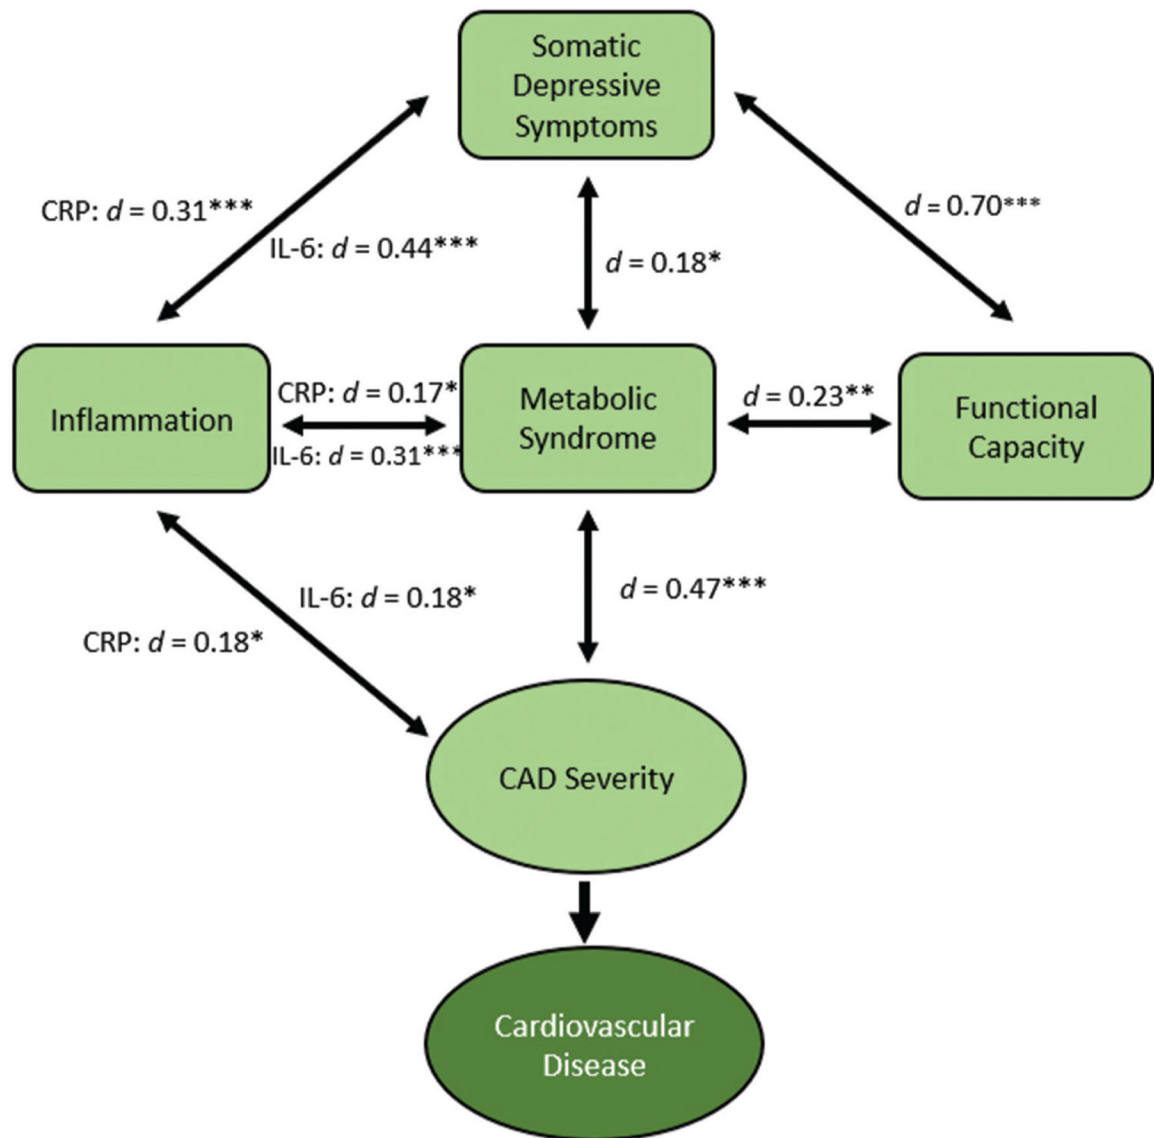 Somatic
Depressive
Symptoms
CRP: d = 0.31***
IL-6: d = 0.44***
d = 0.18*
d = 0.70***
Inflammation
CRP: d = 0.17*
IL-6: d = 0.31***
Metabolic
Syndrome
d = 0.23**
Functional
Capacity
IL-6: d = 0.18*
CRP: d = 0.18*
d = 0.47***
CAD Severity
Cardiovascular
Disease